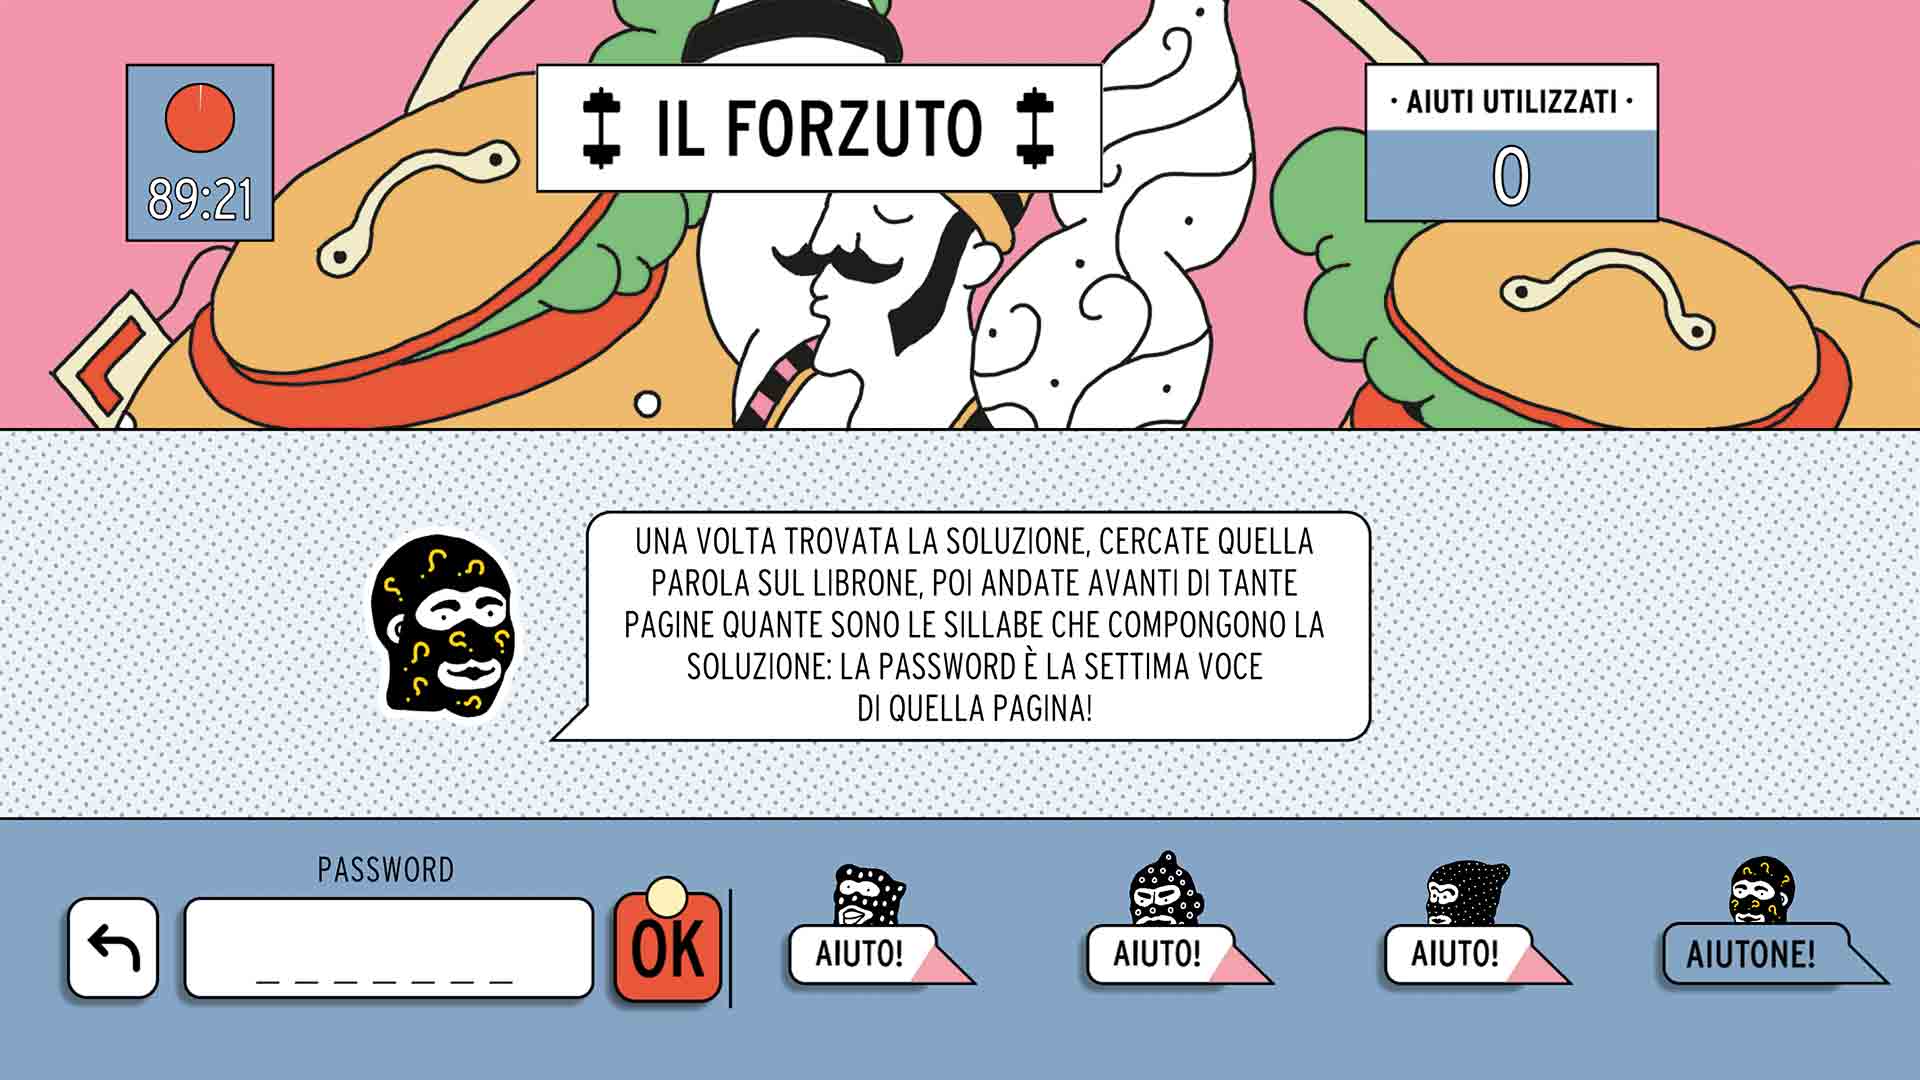 IL FORZUTO
· AIUTI UTILIZZATI ·
89:21
0
UNA VOLTA TROVATA LA SOLUZIONE, CERCATE QUELLA
PAROLA SUL LIBRONE, POI ANDATE AVANTI DI TANTE
PAGINE QUANTE SONO LE SILLABE CHE COMPONGONO LA
SOLUZIONE: LA PASSWORD È LA SETTIMA VOCE
DI QUELLA PAGINA!
PASSWORD
_ _ _ _ _ _ _
OK
AIUTO!
AIUTO!
AIUTO!
AIUTONE!